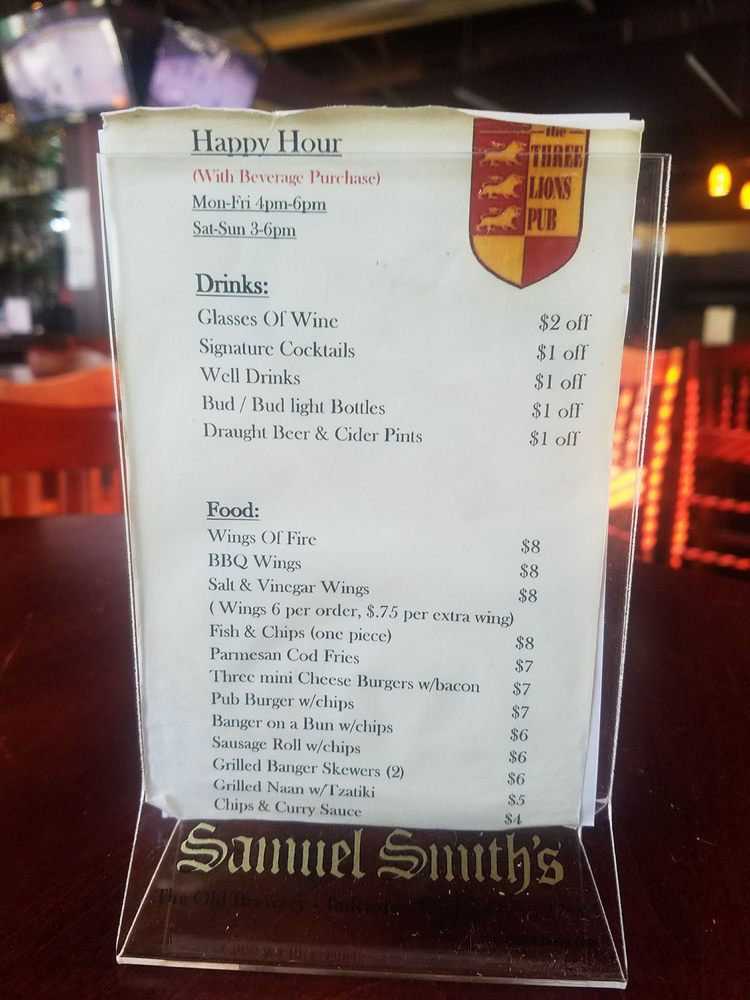 Happy Hour
(With Beverage Purchase)
Mon-Fri 4pm-6pm
Sat-Sun 3-6pm
the
THREE
LIONS
PUB
Drinks:
Glasses Of Wine $2 off
Signature Cocktails $1 off
Well Drinks $1 off
Bud / Bud light Bottles $1 off
Draught Beer & Cider Pints $1 off
Food:
Wings Of Fire $8
BBQ Wings $8
Salt & Vinegar Wings $8
( Wings 6 per order, $.75 per extra wing)
Fish & Chips (one piece) $8
Parmesan Cod Fries $7
Three mini Cheese Burgers w/bacon $7
Pub Burger w/chips $7
Banger on a Bun w/chips $6
Sausage Roll w/chips $6
Grilled Banger Skewers (2) $6
Grilled Naan w/Tzatiki $5
Chips & Curry Sauce $4
Samuel Smith's
The Old Brewery • Tadcaster